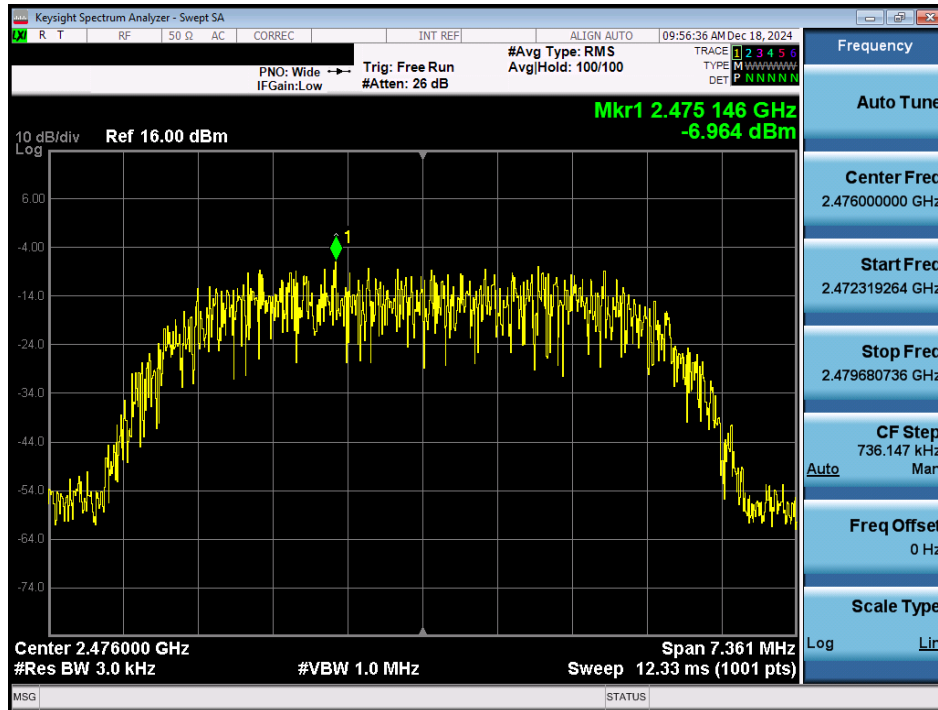 Keysight Spectrum Analyzer - Swept SA
LXI R T RF 50 Ω AC CORREC INT REF ALIGN AUTO 09:56:36 AM Dec 18, 2024
PNO: Wide
IFGain:Low
Trig: Free Run
#Atten: 26 dB
#Avg Type: RMS
Avg|Hold: 100/100
TRACE 1 2 3 4 5 6
TYPE M W W W W W
DET P N N N N N
Mkr1 2.475 146 GHz
-6.964 dBm
10 dB/div
Log
Ref 16.00 dBm
6.00
-4.00
-14.0
-24.0
-34.0
-44.0
-54.0
-64.0
-74.0
1
Center 2.476000 GHz
#Res BW 3.0 kHz
#VBW 1.0 MHz
Span 7.361 MHz
Sweep 12.33 ms (1001 pts)
MSG
STATUS
Frequency
Auto Tune
Center Freq
2.476000000 GHz
Start Freq
2.472319264 GHz
Stop Freq
2.479680736 GHz
CF Step
736.147 kHz
Auto Man
Freq Offset
0 Hz
Scale Type
Log Lin